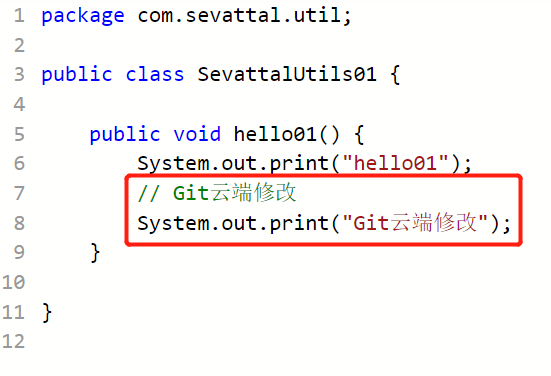 1 package com.sevattal.util;
2
3 public class SevattalUtils01 {
4
5     public void hello01() {
6         System.out.print("hello01");
7         // Git云端修改
8         System.out.print("Git云端修改");
9     }
10
11 }
12